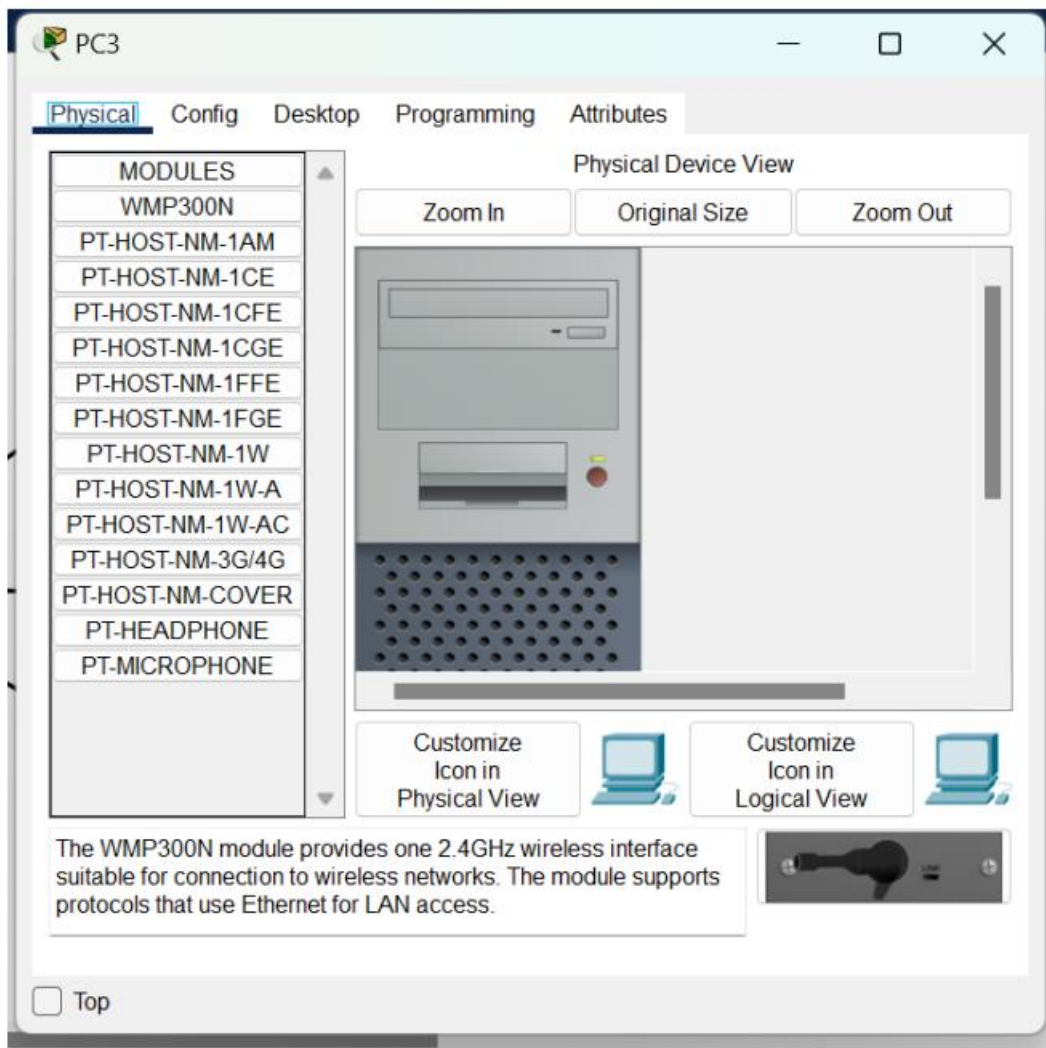 PC3
Physical Config Desktop Programming Attributes
MODULES
WMP300N
PT-HOST-NM-1AM
PT-HOST-NM-1CE
PT-HOST-NM-1CFE
PT-HOST-NM-1CGE
PT-HOST-NM-1FFE
PT-HOST-NM-1FGE
PT-HOST-NM-1W
PT-HOST-NM-1W-A
PT-HOST-NM-1W-AC
PT-HOST-NM-3G/4G
PT-HOST-NM-COVER
PT-HEADPHONE
PT-MICROPHONE
Physical Device View
Zoom In Original Size Zoom Out
Customize
Icon in
Physical View
Customize
Icon in
Logical View
The WMP300N module provides one 2.4GHz wireless interface
suitable for connection to wireless networks. The module supports
protocols that use Ethernet for LAN access.
LINK
Top